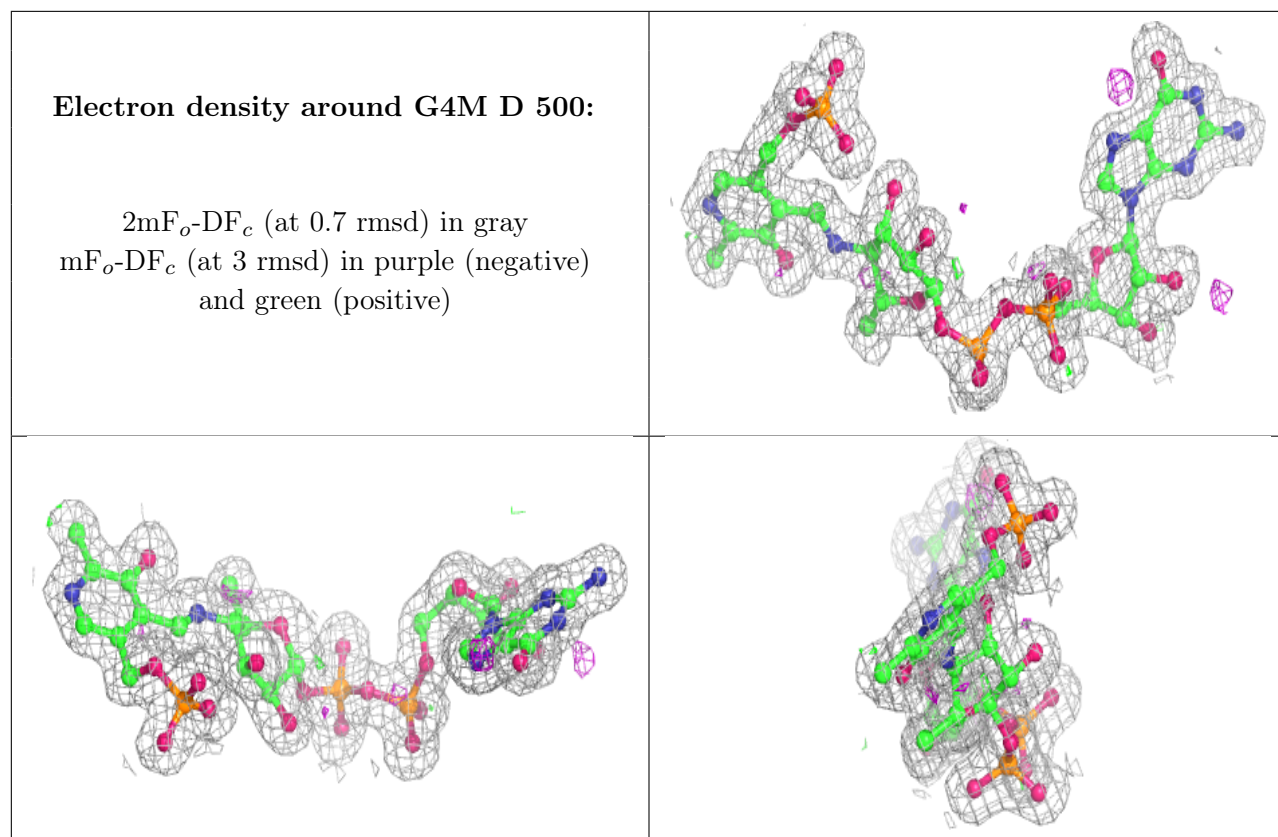 Electron density around G4M D 500:
2mFo-DFc (at 0.7 rmsd) in gray
mFo-DFc (at 3 rmsd) in purple (negative)
and green (positive)